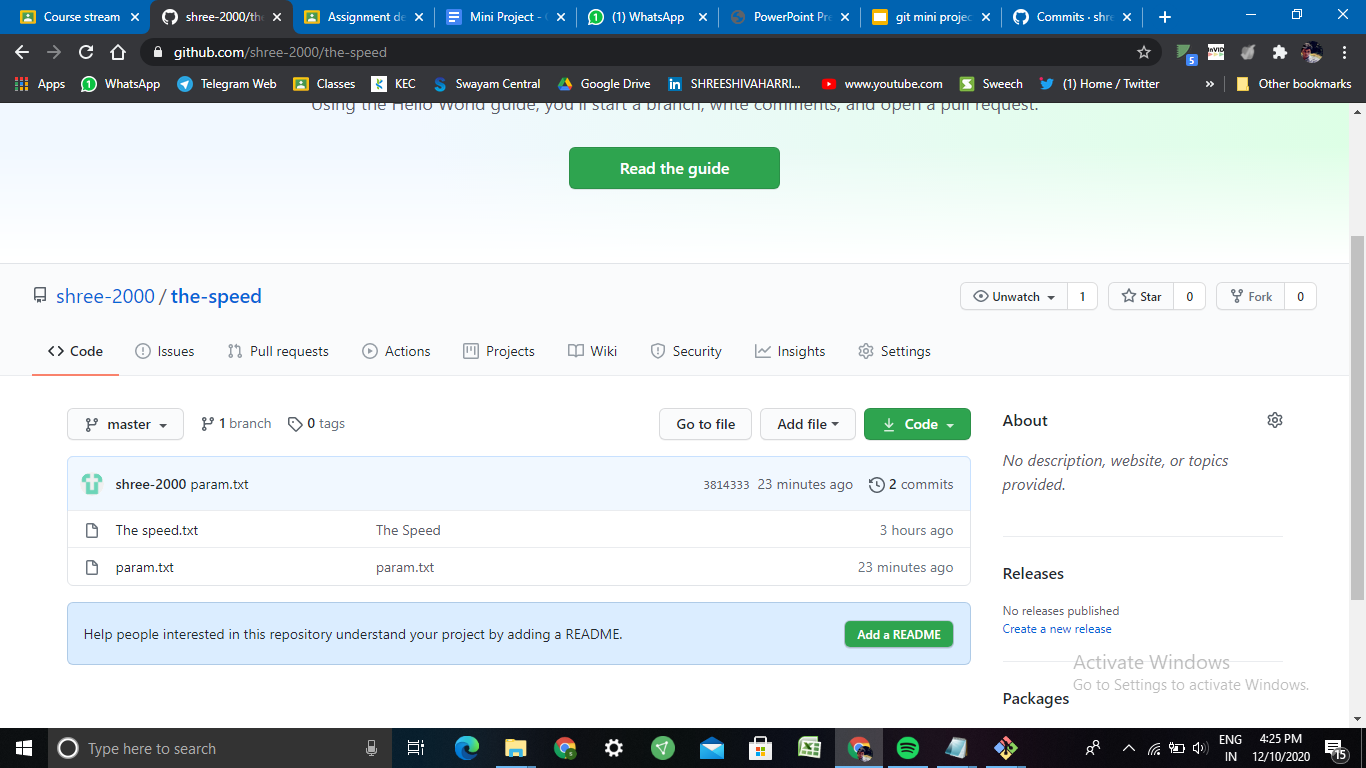 Course stream
shree-2000/the
Assignment de
Mini Project -
(1) WhatsApp
PowerPoint Pre
git mini projec
Commits · shre
github.com/shree-2000/the-speed
5
Apps
WhatsApp
Telegram Web
Classes
KEC
Swayam Central
Google Drive
SHREESHIVAHARRI...
www.youtube.com
Sweech
(1) Home / Twitter
»
Other bookmarks
Using the Hello World guide, you'll start a branch, write comments, and open a pull request.
Read the guide
shree-2000 / the-speed
Unwatch 1
Star 0
Fork 0
Code
Issues
Pull requests
Actions
Projects
Wiki
Security
Insights
Settings
master
1 branch
0 tags
Go to file
Add file
Code
shree-2000 param.txt
3814333 23 minutes ago
2 commits
The speed.txt The Speed 3 hours ago
param.txt param.txt 23 minutes ago
Help people interested in this repository understand your project by adding a README.
Add a README
About
No description, website, or topics
provided.
Releases
No releases published
Create a new release
Packages
Activate Windows
Go to Settings to activate Windows.
Type here to search
ENG
IN
4:25 PM
12/10/2020
15